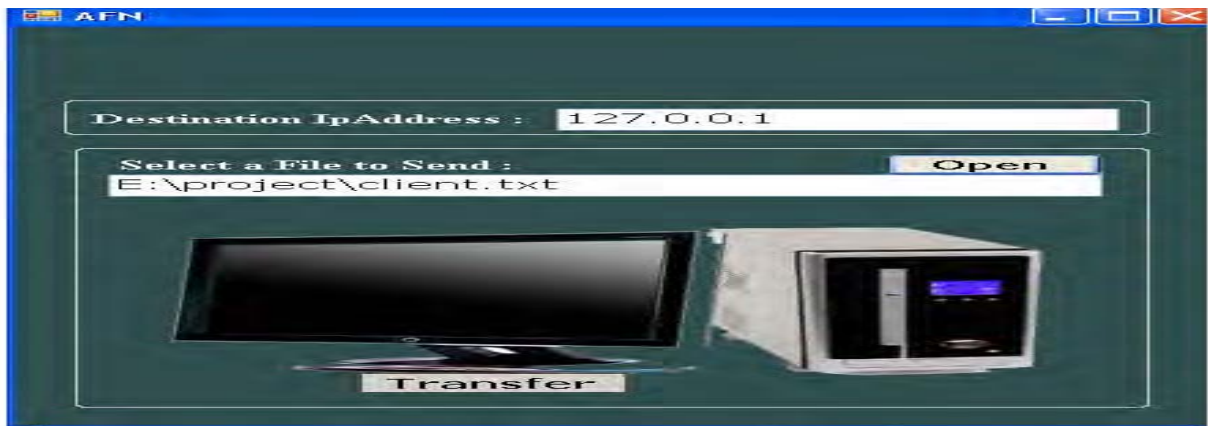 AFN
Destination IpAddress : 127.0.0.1
Select a File to Send : Open
E:\project\client.txt
Transfer